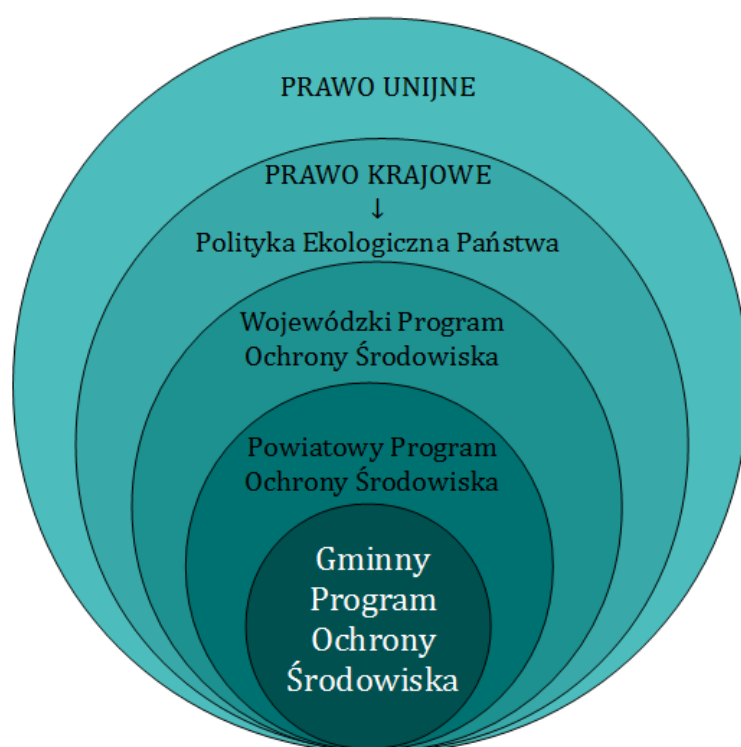 PRAWO UNIJNE
PRAWO KRAJOWE
↓
Polityka Ekologiczna Państwa
Wojewódzki Program
Ochrony Środowiska
Powiatowy Program
Ochrony Środowiska
Gminny
Program
Ochrony
Środowiska